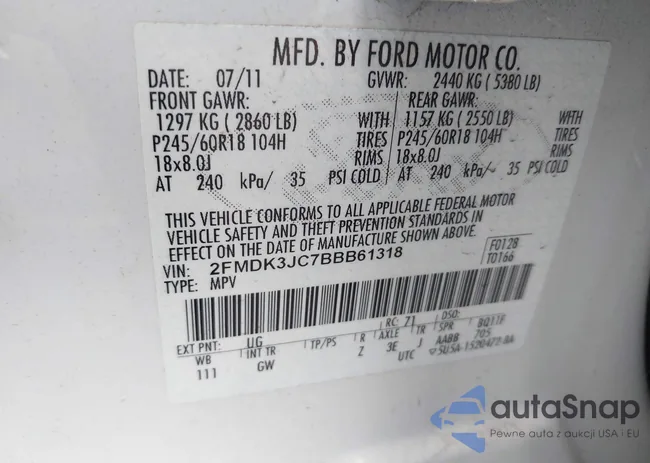 MFD. BY FORD MOTOR CO.
DATE: 07/11 GVWR: 2440 KG ( 5380 LB)
FRONT GAWR: REAR GAWR:
1297 KG ( 2860 LB) WITH 1157 KG ( 2550 LB) WITH
P245/60R18 104H TIRES P245/60R18 104H TIRES
18x8.0J RIMS 18x8.0J RIMS
AT 240 kPa/ 35 PSI COLD AT 240 kPa/ 35 PSI COLD
THIS VEHICLE CONFORMS TO ALL APPLICABLE FEDERAL MOTOR
VEHICLE SAFETY AND THEFT PREVENTION STANDARDS IN
EFFECT ON THE DATE OF MANUFACTURE SHOWN ABOVE.
VIN: 2FMDK3JC7BBB61318 F0128
TYPE: MPV T0166
EXT PNT: UG RC: 71 DSO:
WB INT TR TP/PS R AXLE TR SPR
111 GW Z 3E J AABB 705
UTC
autaSnap
Pewne auta z aukcji USA i EU